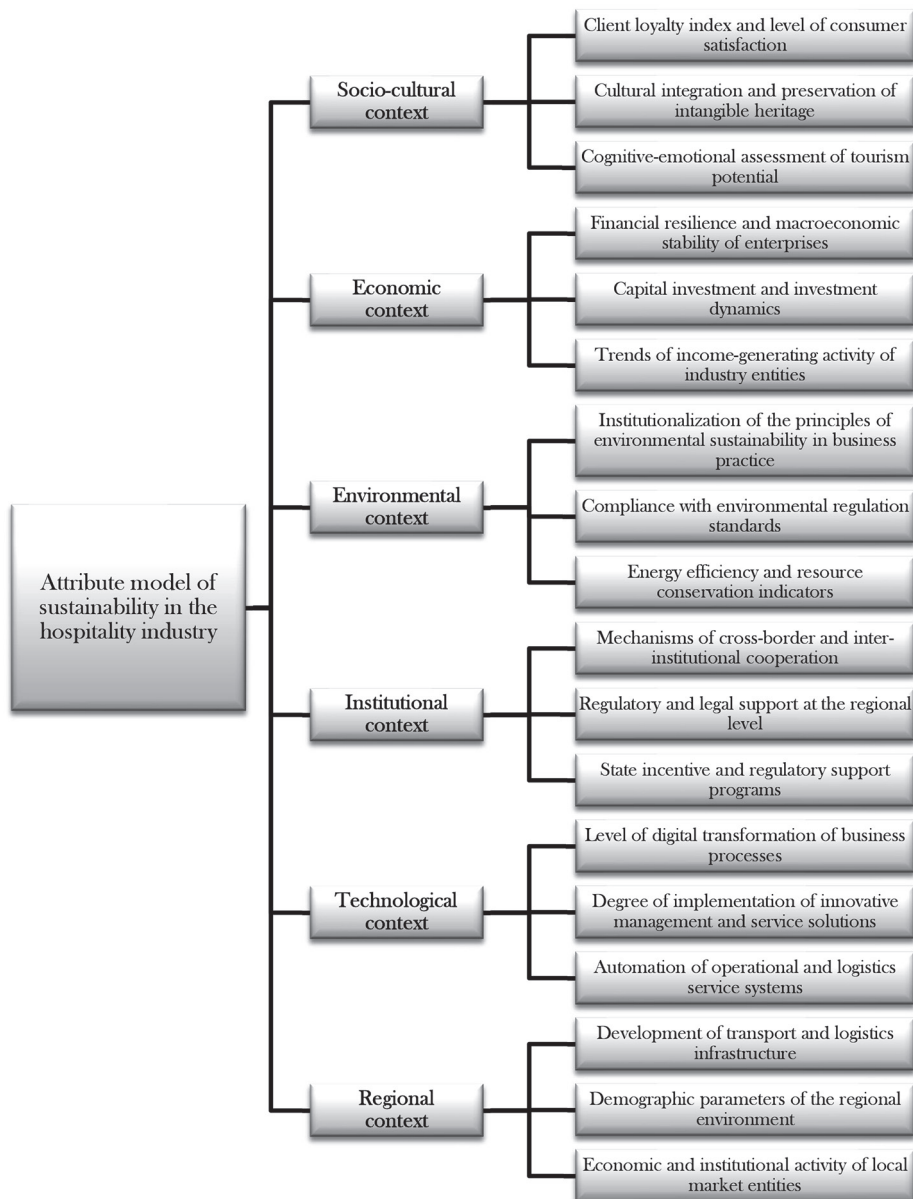 Attribute model of
sustainability in the
hospitality industry
Socio-cultural
context
Client loyalty index and level of consumer
satisfaction
Cultural integration and preservation of
intangible heritage
Cognitive-emotional assessment of tourism
potential
Economic
context
Financial resilience and macroeconomic
stability of enterprises
Capital investment and investment
dynamics
Trends of income-generating activity of
industry entities
Environmental
context
Institutionalization of the principles of
environmental sustainability in business
practice
Compliance with environmental regulation
standards
Energy efficiency and resource
conservation indicators
Institutional
context
Mechanisms of cross-border and inter-
institutional cooperation
Regulatory and legal support at the regional
level
State incentive and regulatory support
programs
Technological
context
Level of digital transformation of business
processes
Degree of implementation of innovative
management and service solutions
Automation of operational and logistics
service systems
Regional
context
Development of transport and logistics
infrastructure
Demographic parameters of the regional
environment
Economic and institutional activity of local
market entities